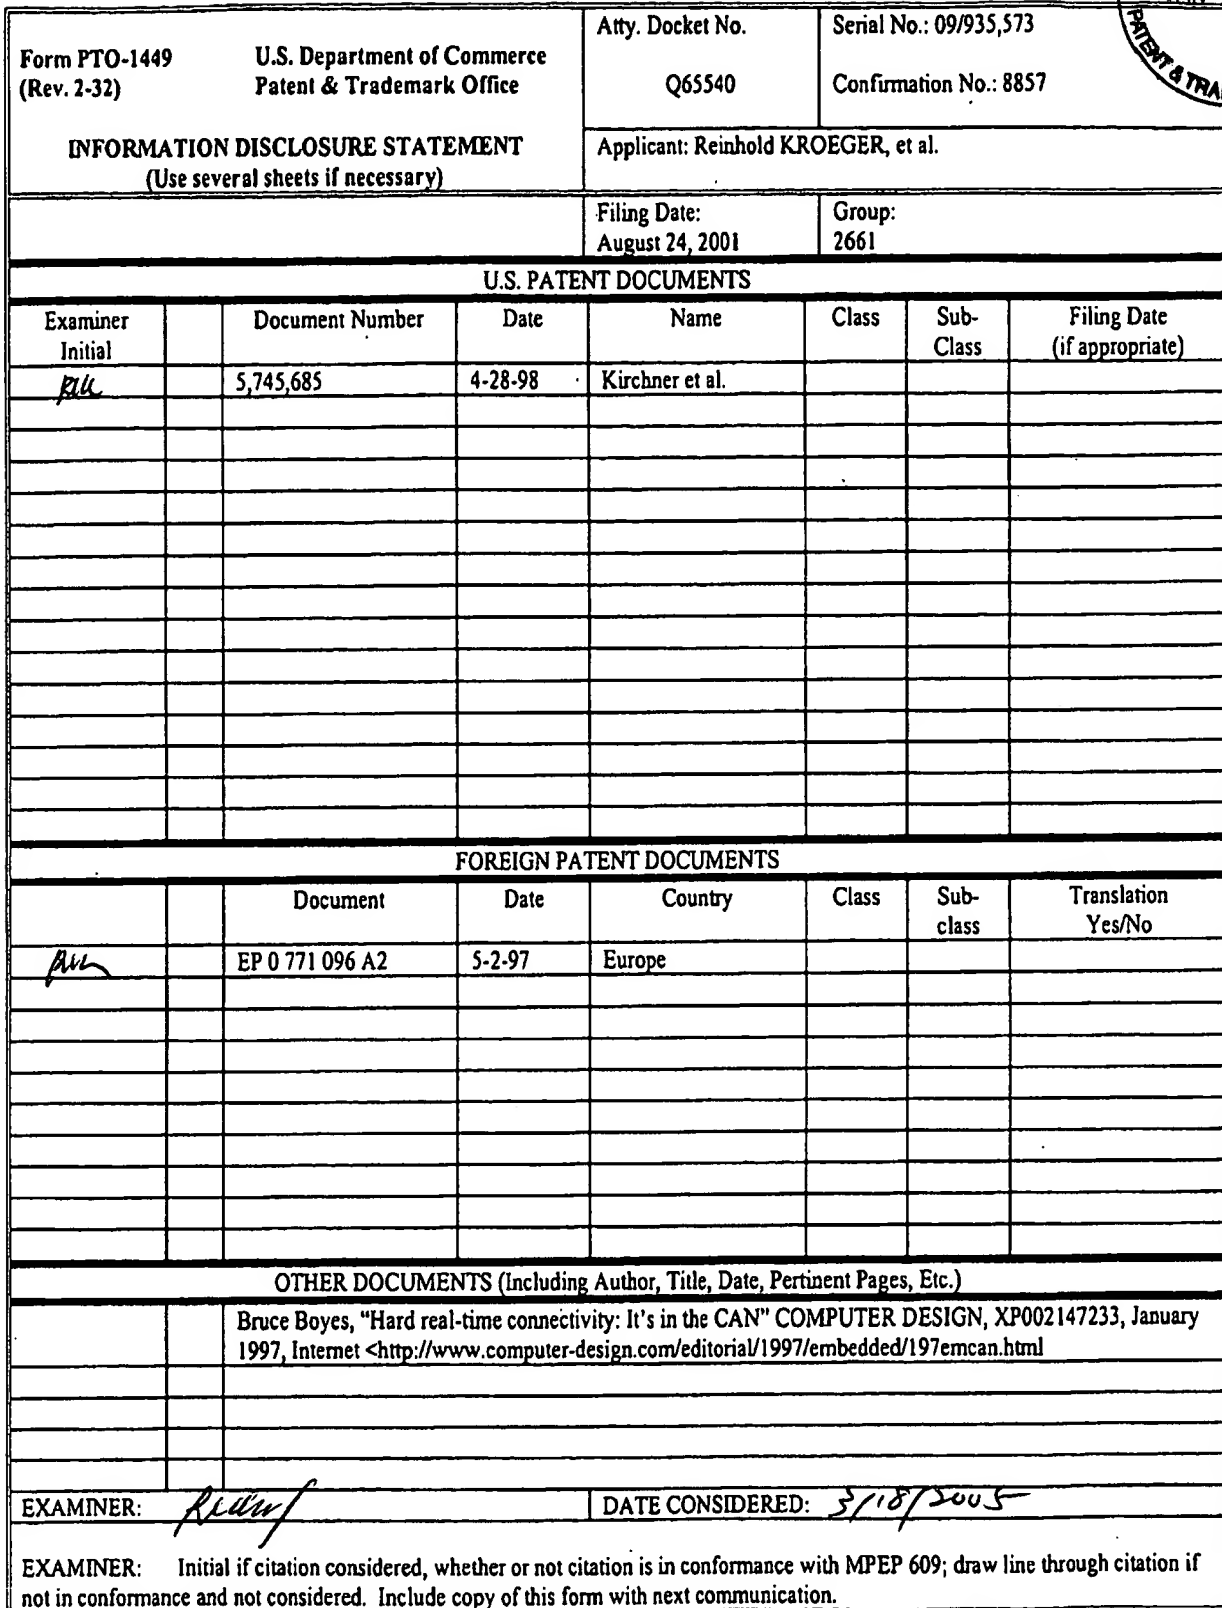 Atty. Docket No.
Serial No.: 09/935,573
Form PTO-1449
U.S. Department of Commerce
(Rev. 2-32)
Patent & Trademark Office
Q65540
Confirmation No.: 8857
PATENT & TRA
INFORMATION DISCLOSURE STATEMENT
(Use several sheets if necessary)
Applicant: Reinhold KROEGER, et al.
Filing Date:
August 24, 2001
Group:
2661
U.S. PATENT DOCUMENTS
Examiner Initial
Document Number
Date
Name
Class
Sub-Class
Filing Date
(if appropriate)
5,745,685
4-28-98
Kirchner et al.
FOREIGN PATENT DOCUMENTS
Document
Date
Country
Class
Sub-class
Translation
Yes/No
EP 0 771 096 A2
5-2-97
Europe
OTHER DOCUMENTS (Including Author, Title, Date, Pertinent Pages, Etc.)
Bruce Boyes, "Hard real-time connectivity: It's in the CAN" COMPUTER DESIGN, XP002147233, January
1997, Internet <http://www.computer-design.com/editorial/1997/embedded/197emcan.html
EXAMINER:
DATE CONSIDERED: 3/18/2005
EXAMINER: Initial if citation considered, whether or not citation is in conformance with MPEP 609; draw line through citation if
not in conformance and not considered. Include copy of this form with next communication.